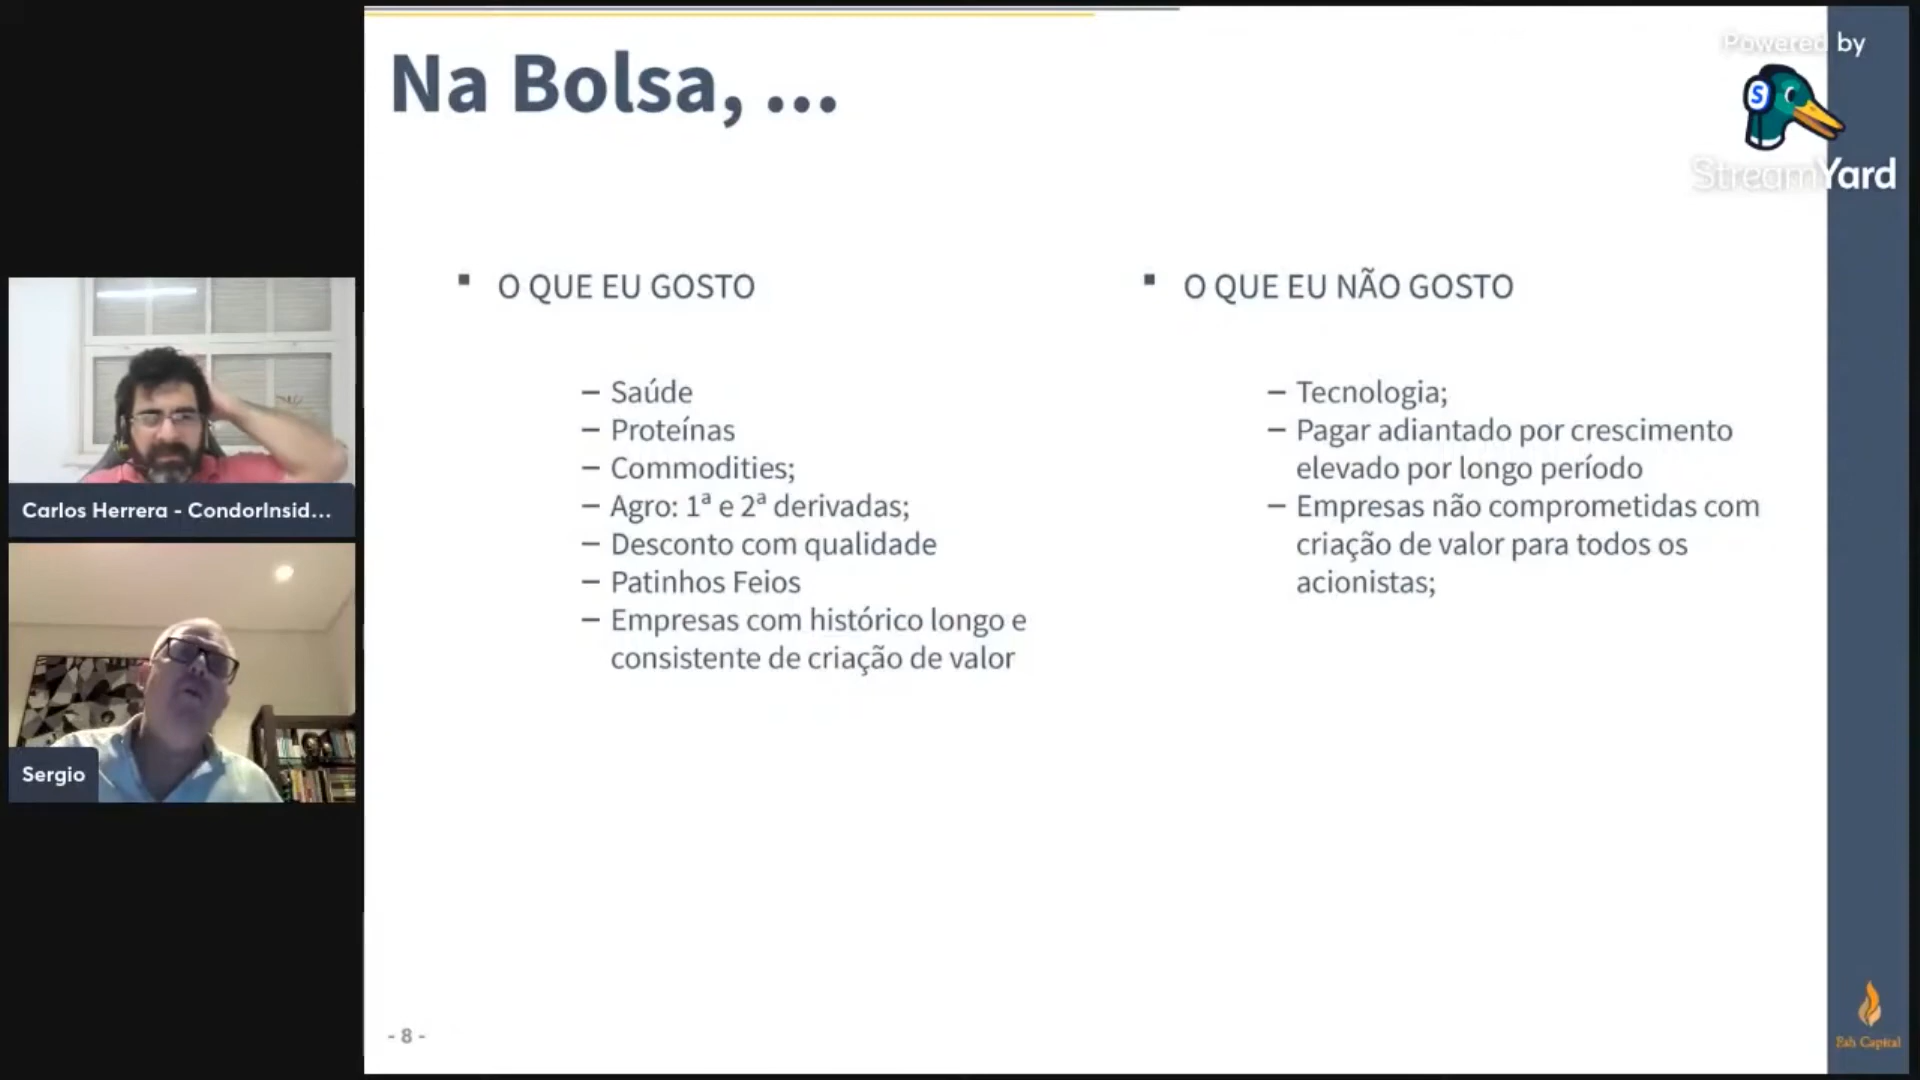 Na Bolsa, ...
Powered by
StreamYard
▪ O QUE EU GOSTO
– Saúde
– Proteínas
– Commodities;
– Agro: 1ª e 2ª derivadas;
– Desconto com qualidade
– Patinhos Feios
– Empresas com histórico longo e
consistente de criação de valor
▪ O QUE EU NÃO GOSTO
– Tecnologia;
– Pagar adiantado por crescimento
elevado por longo período
– Empresas não comprometidas com
criação de valor para todos os
acionistas;
Carlos Herrera - CondorInsid...
Sergio
- 8 -
Esh Capital